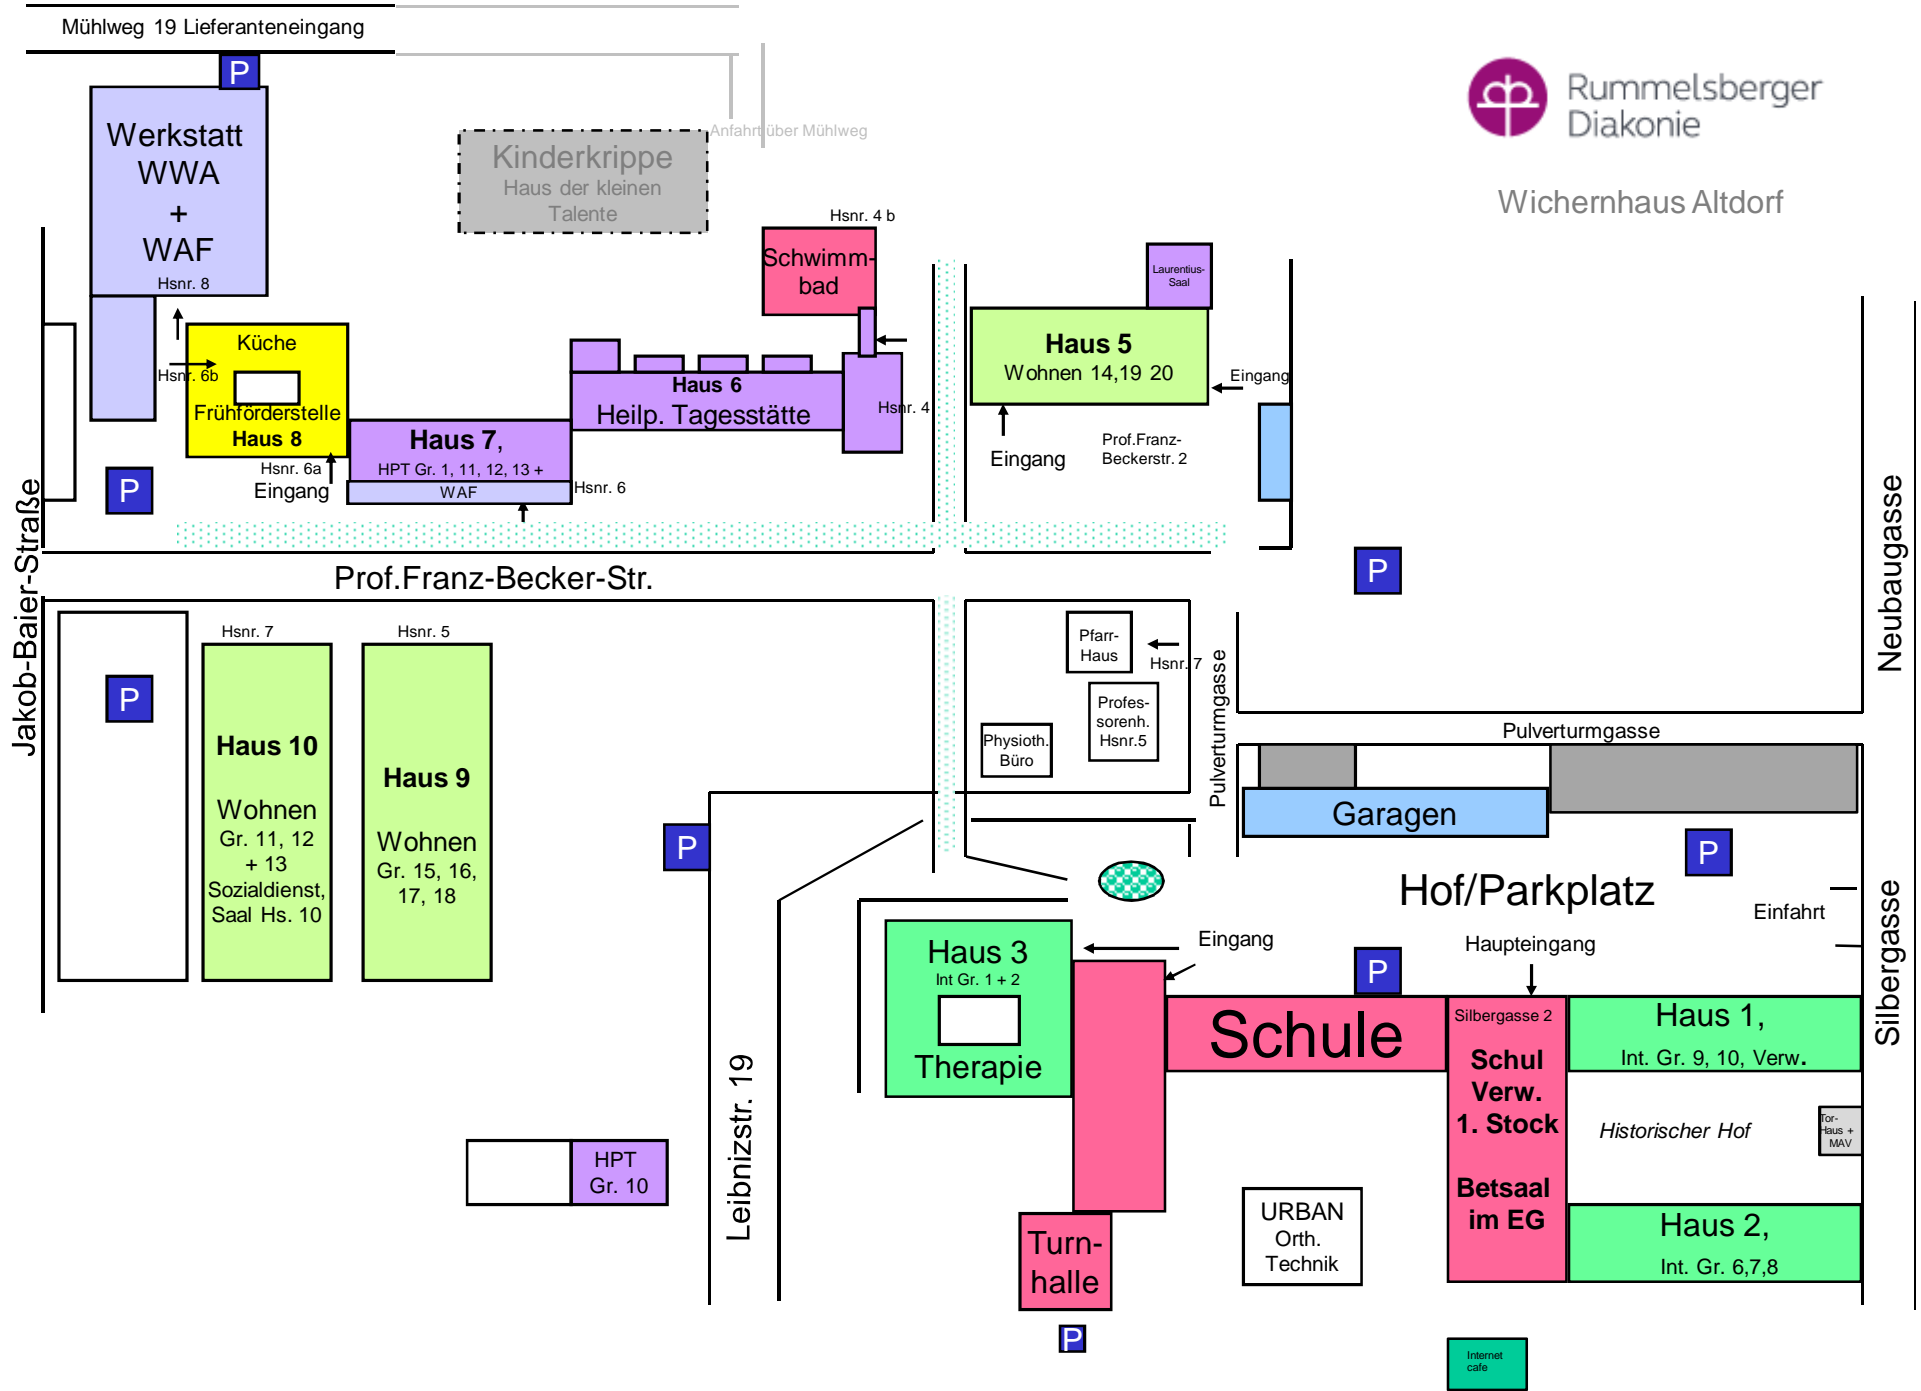 Mühlweg 19 Lieferanteneingang
P
Werkstatt
WWA
+
WAF
Hsnr. 8
Anfahrt über Mühlweg
Kinderkrippe
Haus der kleinen
Talente
Rummelsberger
Diakonie
Wichernhaus Altdorf
Hsnr. 4 b
Schwimm-
bad
Laurentius-
Saal
Küche
Hsnr. 6b
Frühförderstelle
Haus 8
Hsnr. 6a
Eingang
Haus 7,
HPT Gr. 1, 11, 12, 13 +
WAF
Hsnr. 6
Haus 6
Heilp. Tagesstätte
Hsnr. 4
Haus 5
Wohnen 14,19 20
Eingang
Eingang
Prof.Franz-
Beckerstr. 2
P
P
Jakob-Baier-Straße
Neubaugasse
Prof.Franz-Becker-Str.
Hsnr. 7
Hsnr. 5
P
Haus 10
Wohnen
Gr. 11, 12
+ 13
Sozialdienst,
Saal Hs. 10
Haus 9
Wohnen
Gr. 15, 16,
17, 18
Pfarr-
Haus
Hsnr. 7
Profes-
sorenh.
Hsnr.5
Physioth.
Büro
Pulverturmgasse
Pulverturmgasse
Garagen
P
P
Hof/Parkplatz
Einfahrt
Silbergasse
Eingang
Haupteingang
P
Haus 3
Int Gr. 1 + 2
Therapie
Schule
Silbergasse 2
Schul
Verw.
1. Stock
Betsaal
im EG
Haus 1,
Int. Gr. 9, 10, Verw.
Historischer Hof
Tor-
Haus +
MAV
Haus 2,
Int. Gr. 6,7,8
Leibnizstr. 19
HPT
Gr. 10
Turn-
halle
P
URBAN
Orth.
Technik
Internet
cafe